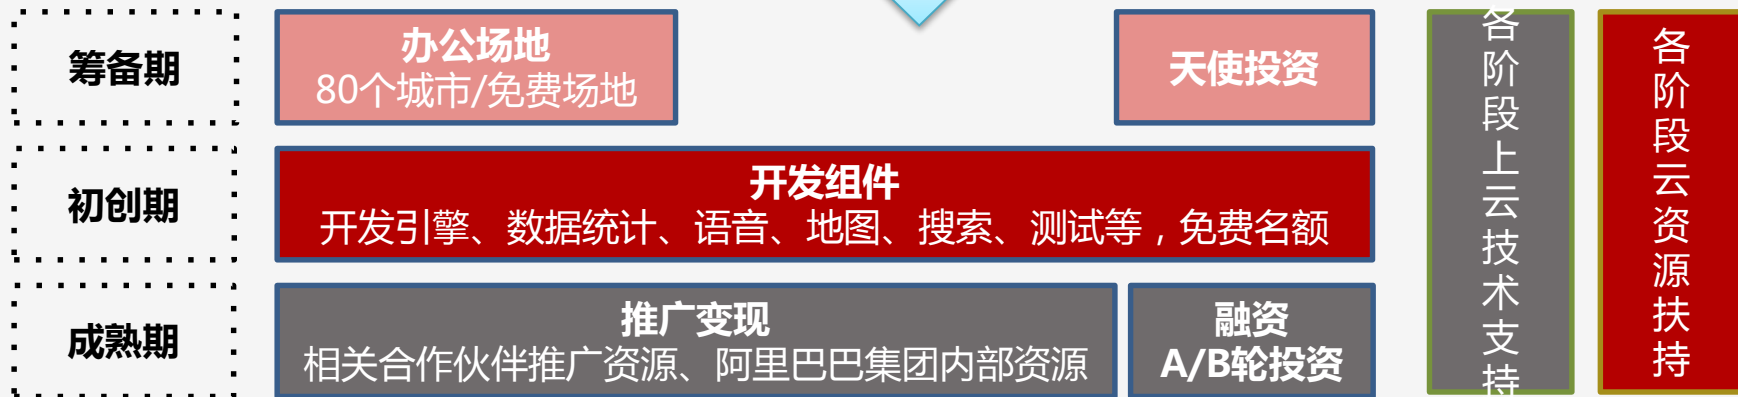 筹备期
办公场地
80个城市/免费场地
天使投资
初创期
开发组件
开发引擎、数据统计、语音、地图、搜索、测试等，免费名额
成熟期
推广变现
相关合作伙伴推广资源、阿里巴巴集团内部资源
融资
A/B轮投资
各阶段上云技术支持
各阶段云资源扶持